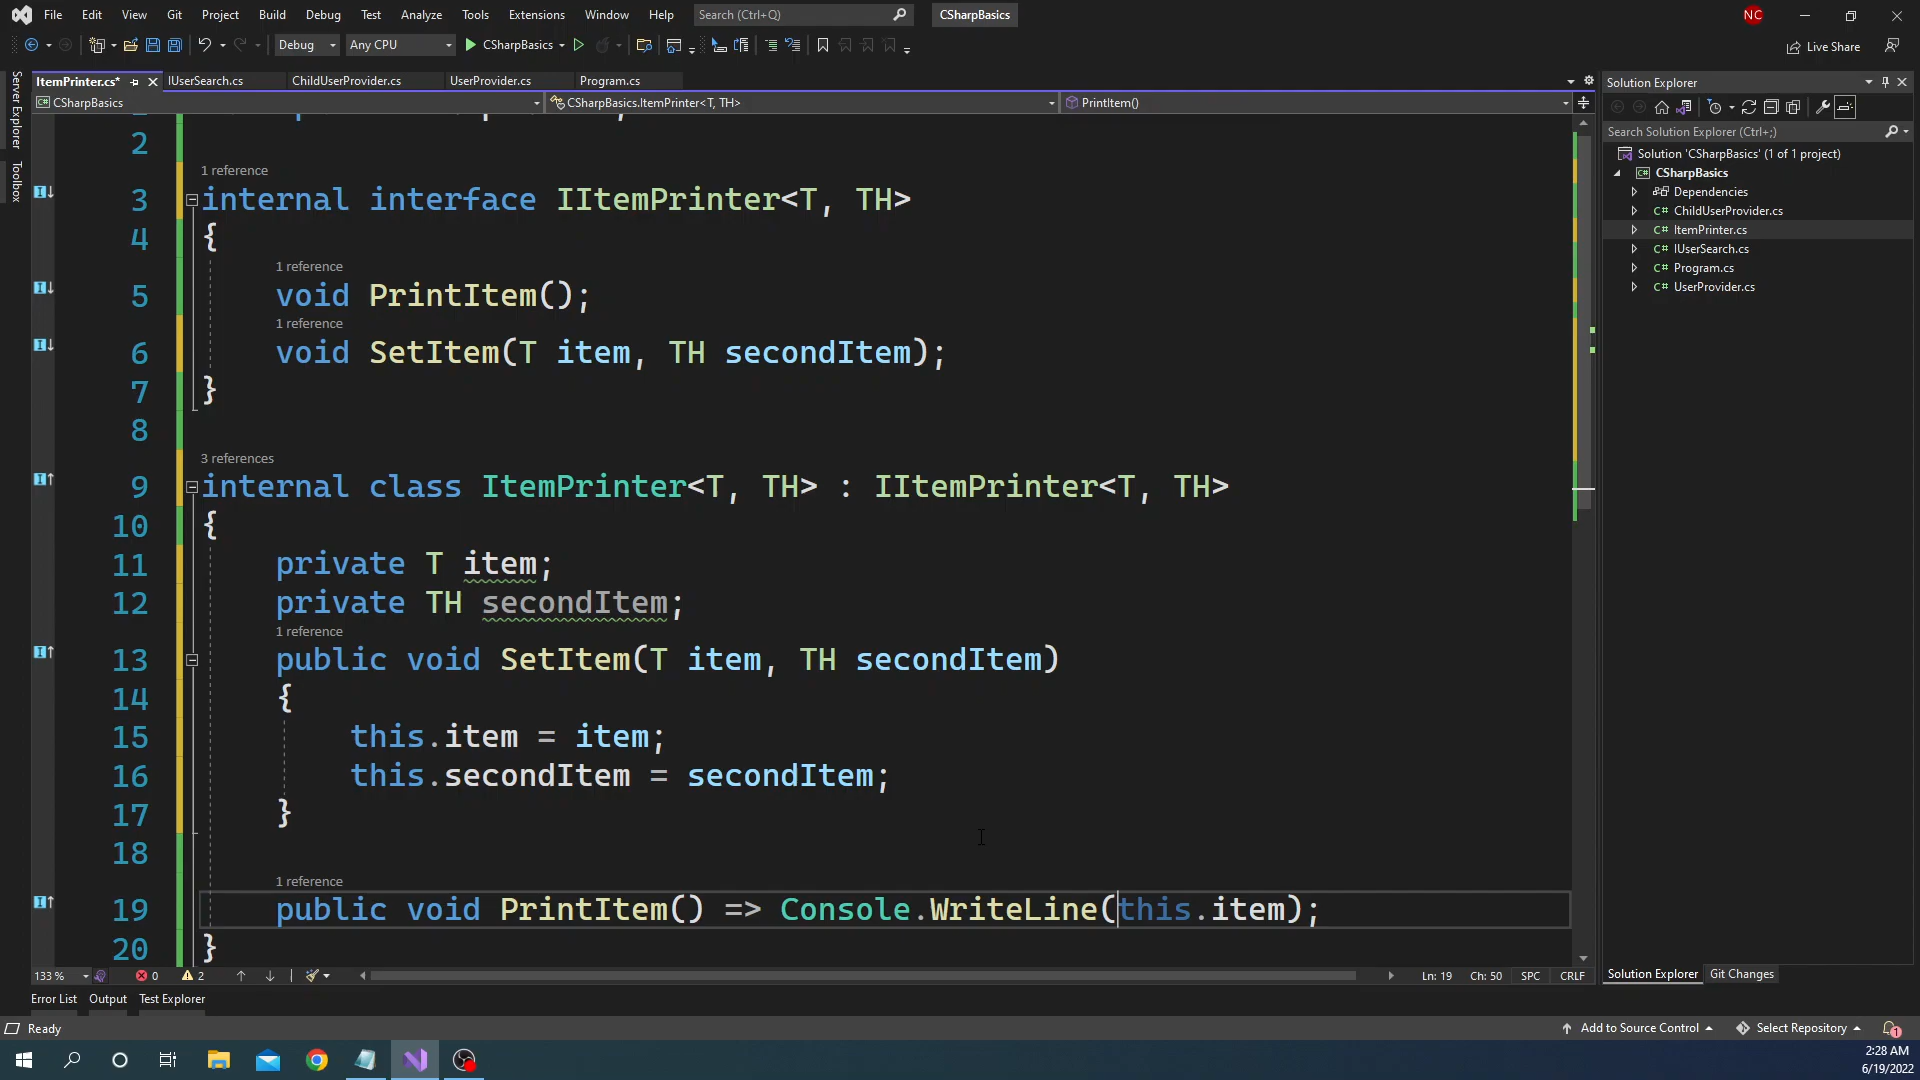 File Edit View Git Project Build Debug Test Analyze Tools Extensions Window Help Search (Ctrl+Q) CSharpBasics NC
Debug Any CPU CSharpBasics Live Share
ItemPrinter.cs* IUserSearch.cs ChildUserProvider.cs UserProvider.cs Program.cs
CSharpBasics CSharpBasics.ItemPrinter<T, TH> PrintItem()
Server Explorer
Toolbox
2
1 reference
3 internal interface IItemPrinter<T, TH>
4 {
1 reference
5 void PrintItem();
1 reference
6 void SetItem(T item, TH secondItem);
7 }
8
3 references
9 internal class ItemPrinter<T, TH> : IItemPrinter<T, TH>
10 {
11 private T item;
12 private TH secondItem;
1 reference
13 public void SetItem(T item, TH secondItem)
14 {
15 this.item = item;
16 this.secondItem = secondItem;
17 }
18
1 reference
19 public void PrintItem() => Console.WriteLine(this.item);
20 }
133 % 0 2 Ln: 19 Ch: 50 SPC CRLF
Solution Explorer
Search Solution Explorer (Ctrl+;)
Solution 'CSharpBasics' (1 of 1 project)
CSharpBasics
Dependencies
C# ChildUserProvider.cs
C# ItemPrinter.cs
C# IUserSearch.cs
C# Program.cs
C# UserProvider.cs
Solution Explorer Git Changes
Error List Output Test Explorer
Ready Add to Source Control Select Repository 1
2:28 AM
6/19/2022